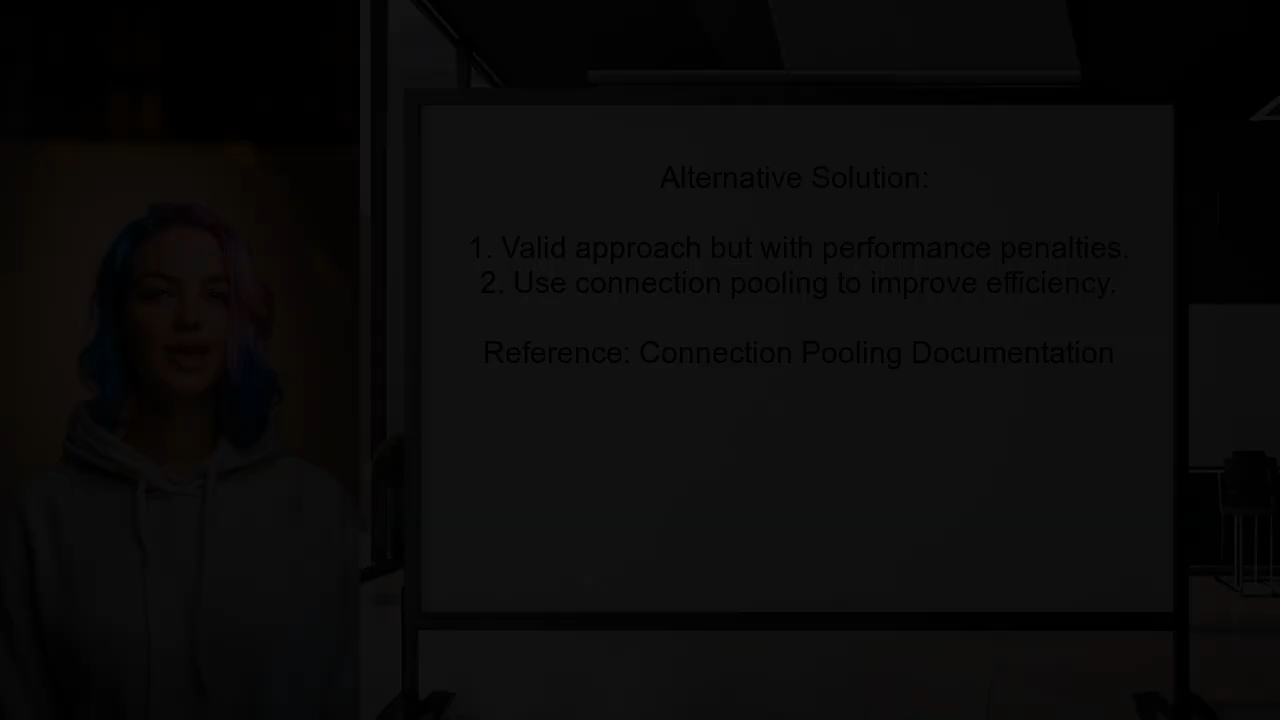 Alternative Solution:
1. Valid approach but with performance penalties.
2. Use connection pooling to improve efficiency.
Reference: Connection Pooling Documentation